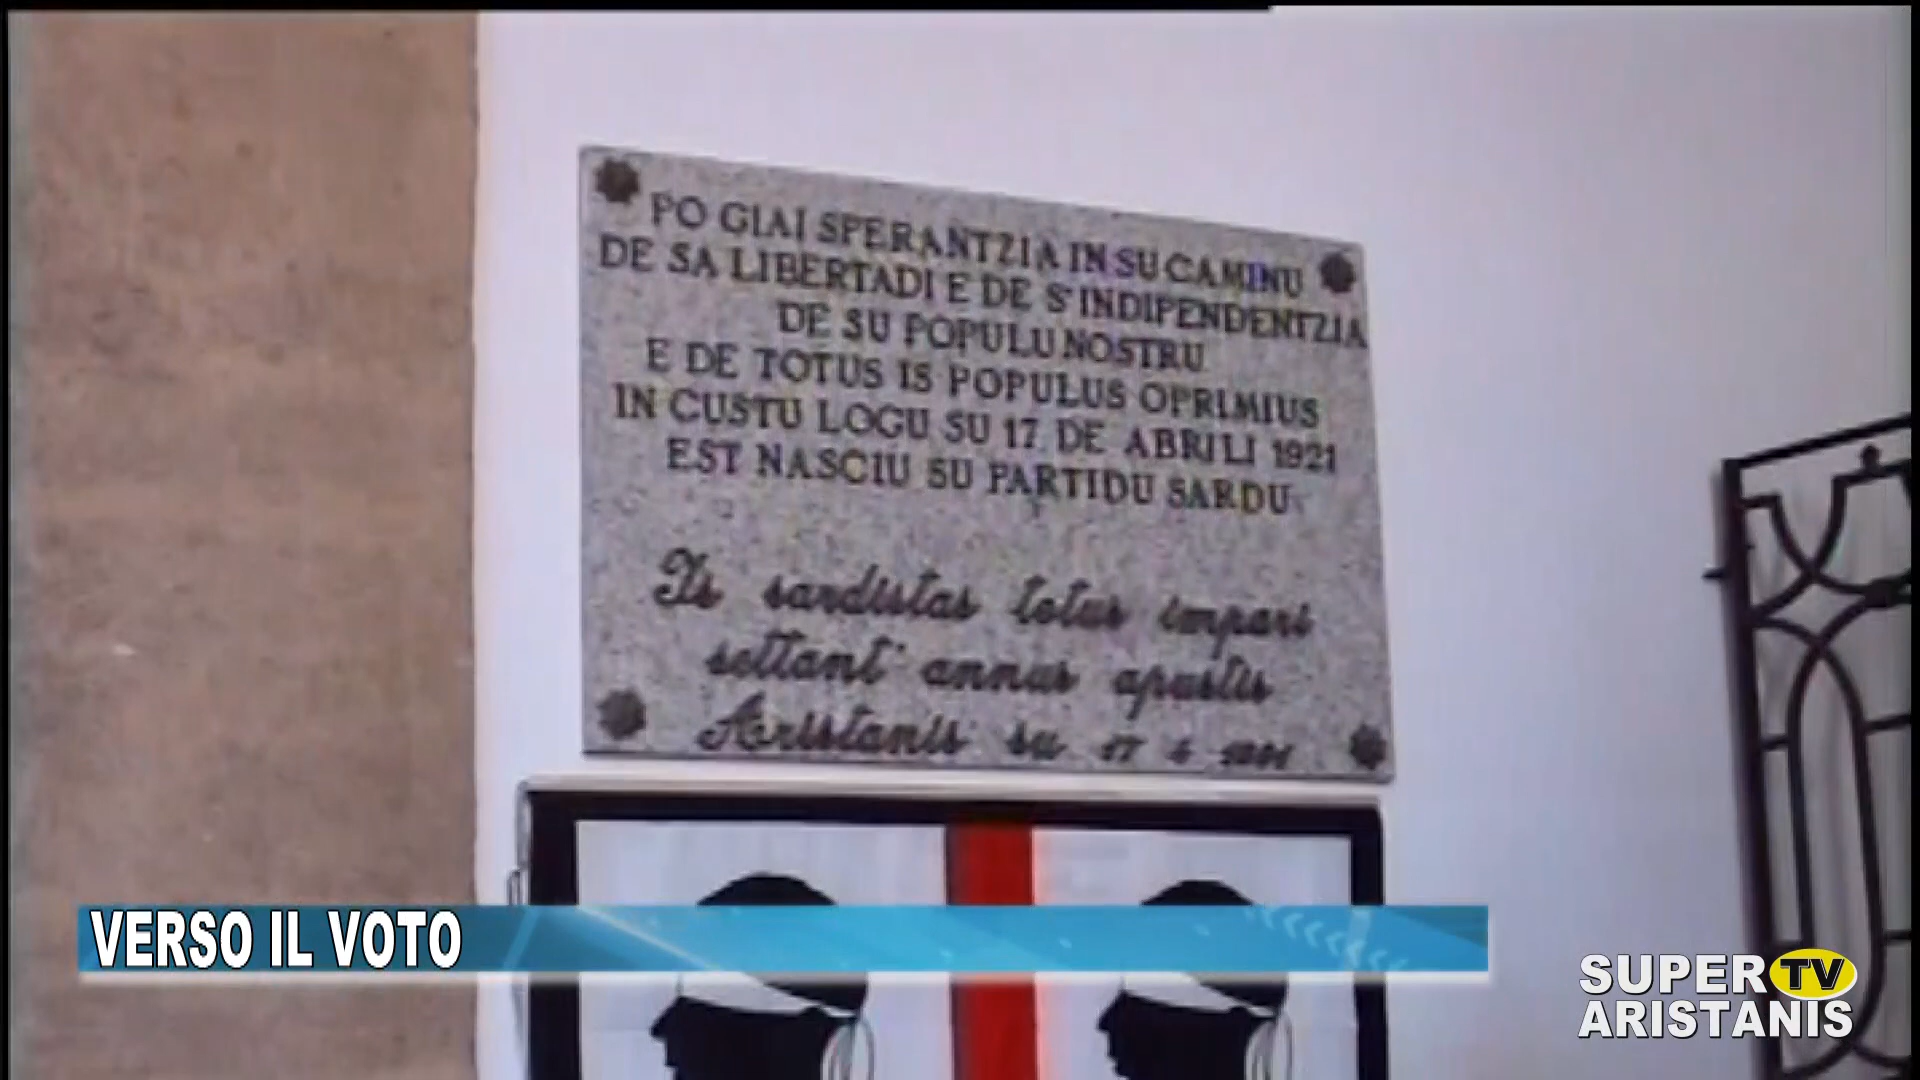 PO GIAI SPERANTZIA IN SU CAMINU
DE SA LIBERTADI E DE S'INDIPENDENTZIA
DE SU POPULU NOSTRU
E DE TOTUS IS POPULUS OPRIMIUS
IN CUSTU LOGU SU 17 DE ABRILI 1921
EST NASCIU SU PARTIDU SARDU
Is sardistas totus impari
settant' annus apustis
Aristanis su 17 4 1991
VERSO IL VOTO
SUPER TV
ARISTANIS